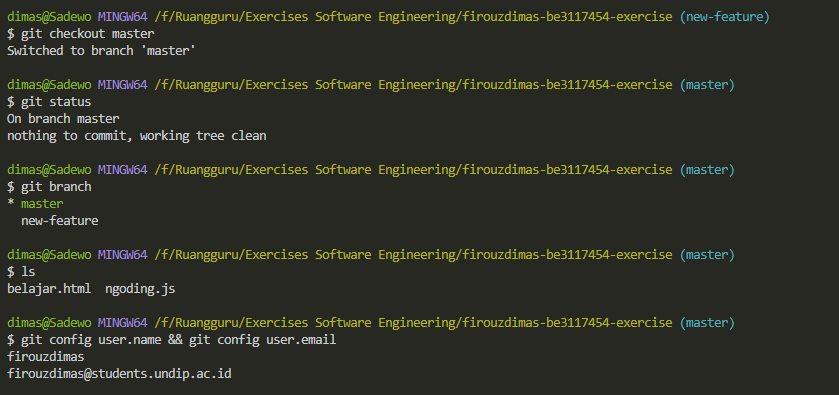 dimas@Sadewo MINGW64 /f/Ruangguru/Exercises Software Engineering/firouzdimas-be3117454-exercise (new-feature)
$ git checkout master
Switched to branch 'master'

dimas@Sadewo MINGW64 /f/Ruangguru/Exercises Software Engineering/firouzdimas-be3117454-exercise (master)
$ git status
On branch master
nothing to commit, working tree clean

dimas@Sadewo MINGW64 /f/Ruangguru/Exercises Software Engineering/firouzdimas-be3117454-exercise (master)
$ git branch
* master
  new-feature

dimas@Sadewo MINGW64 /f/Ruangguru/Exercises Software Engineering/firouzdimas-be3117454-exercise (master)
$ ls
belajar.html  ngoding.js

dimas@Sadewo MINGW64 /f/Ruangguru/Exercises Software Engineering/firouzdimas-be3117454-exercise (master)
$ git config user.name && git config user.email
firouzdimas
firouzdimas@students.undip.ac.id